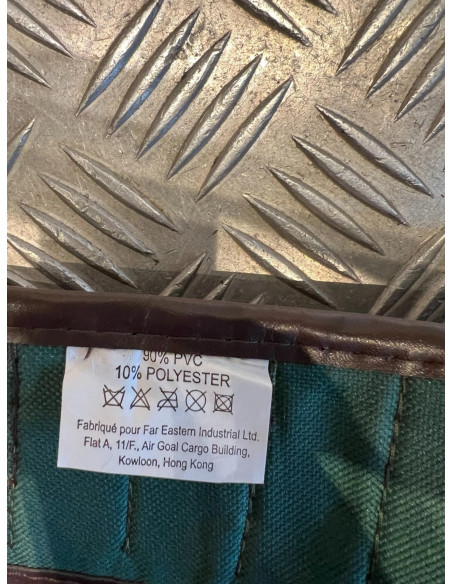 90% PVC
10% POLYESTER
Fabriqué pour Far Eastern Industrial Ltd.
Flat A, 11/F., Air Goal Cargo Building,
Kowloon, Hong Kong